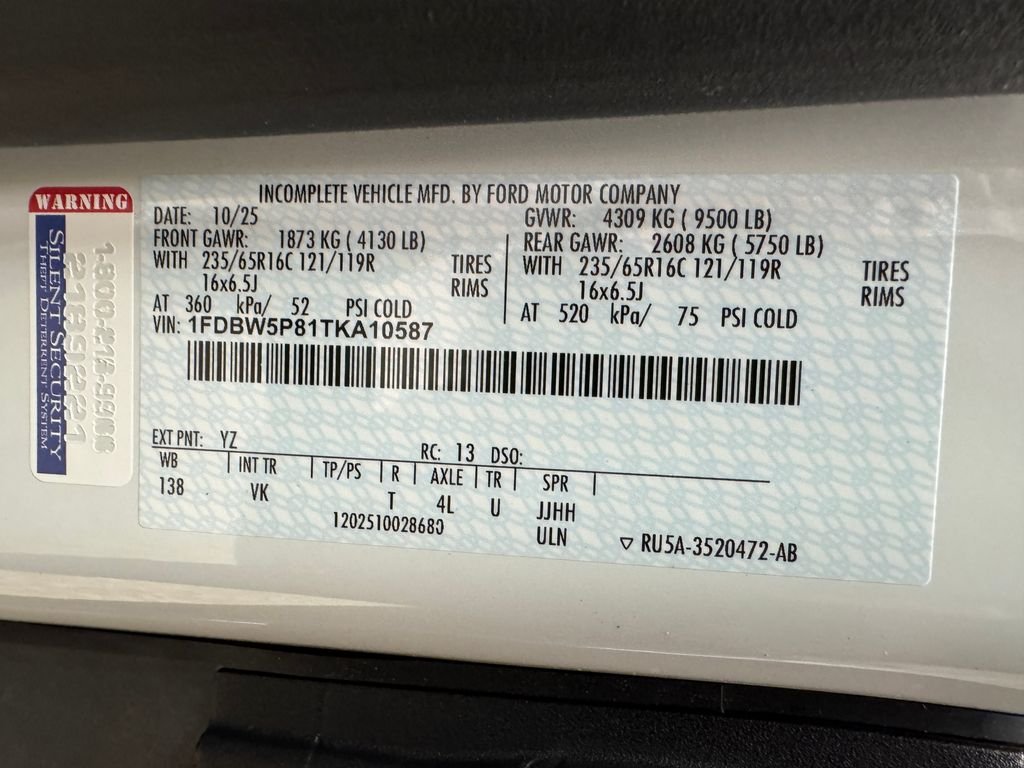 WARNING
SILENT SECURITY
THEFT DETERRENT SYSTEM
INCOMPLETE VEHICLE MFD. BY FORD MOTOR COMPANY
DATE: 10/25 GVWR: 4309 KG ( 9500 LB)
FRONT GAWR: 1873 KG ( 4130 LB) REAR GAWR: 2608 KG ( 5750 LB)
WITH 235/65R16C 121/119R TIRES WITH 235/65R16C 121/119R TIRES
16x6.5J RIMS 16x6.5J RIMS
AT 360 kPa/ 52 PSI COLD AT 520 kPa/ 75 PSI COLD
VIN: 1FDBW5P81TKA10587
EXT PNT: YZ RC: 13 DSO:
WB INT TR TP/PS R AXLE TR SPR
138 VK T 4L U JJHH
1202510028680 ULN RU5A-3520472-AB